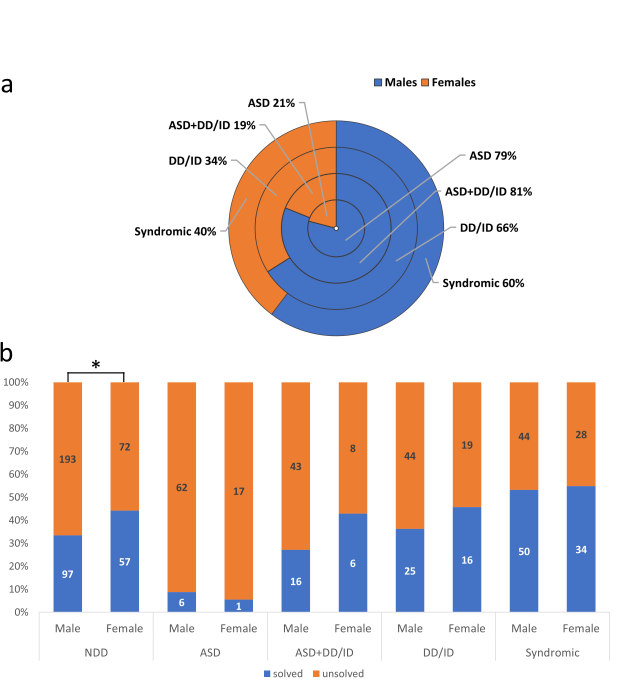 a
Males Females
ASD 21%
ASD+DD/ID 19%
DD/ID 34%
Syndromic 40%
ASD 79%
ASD+DD/ID 81%
DD/ID 66%
Syndromic 60%
b
*
100%
90%
80%
70%
60%
50%
40%
30%
20%
10%
0%
193 72 62 17 43 8 44 19 44 28
97 57 6 1 16 6 25 16 50 34
Male Female Male Female Male Female Male Female Male Female
NDD ASD ASD+DD/ID DD/ID Syndromic
solved unsolved